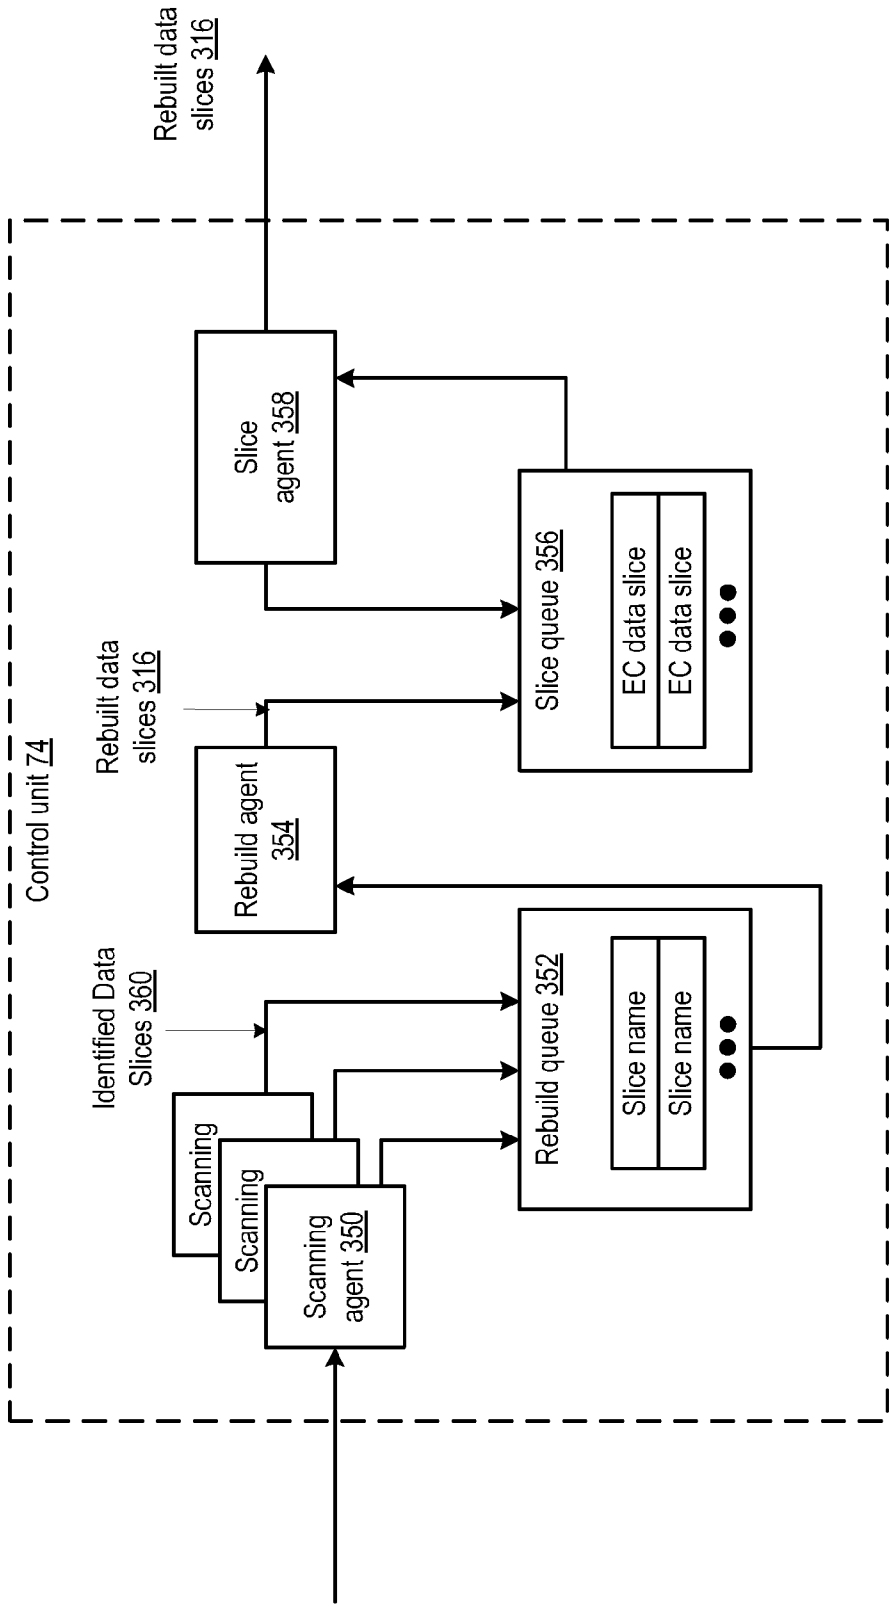 Control unit 74
Identified Data
Slices 360
Scanning
Scanning
Scanning
agent 350
Rebuild queue 352
Slice name
Slice name
Rebuild agent
354
Rebuilt data
slices 316
Slice queue 356
EC data slice
EC data slice
Slice
agent 358
Rebuilt data
slices 316